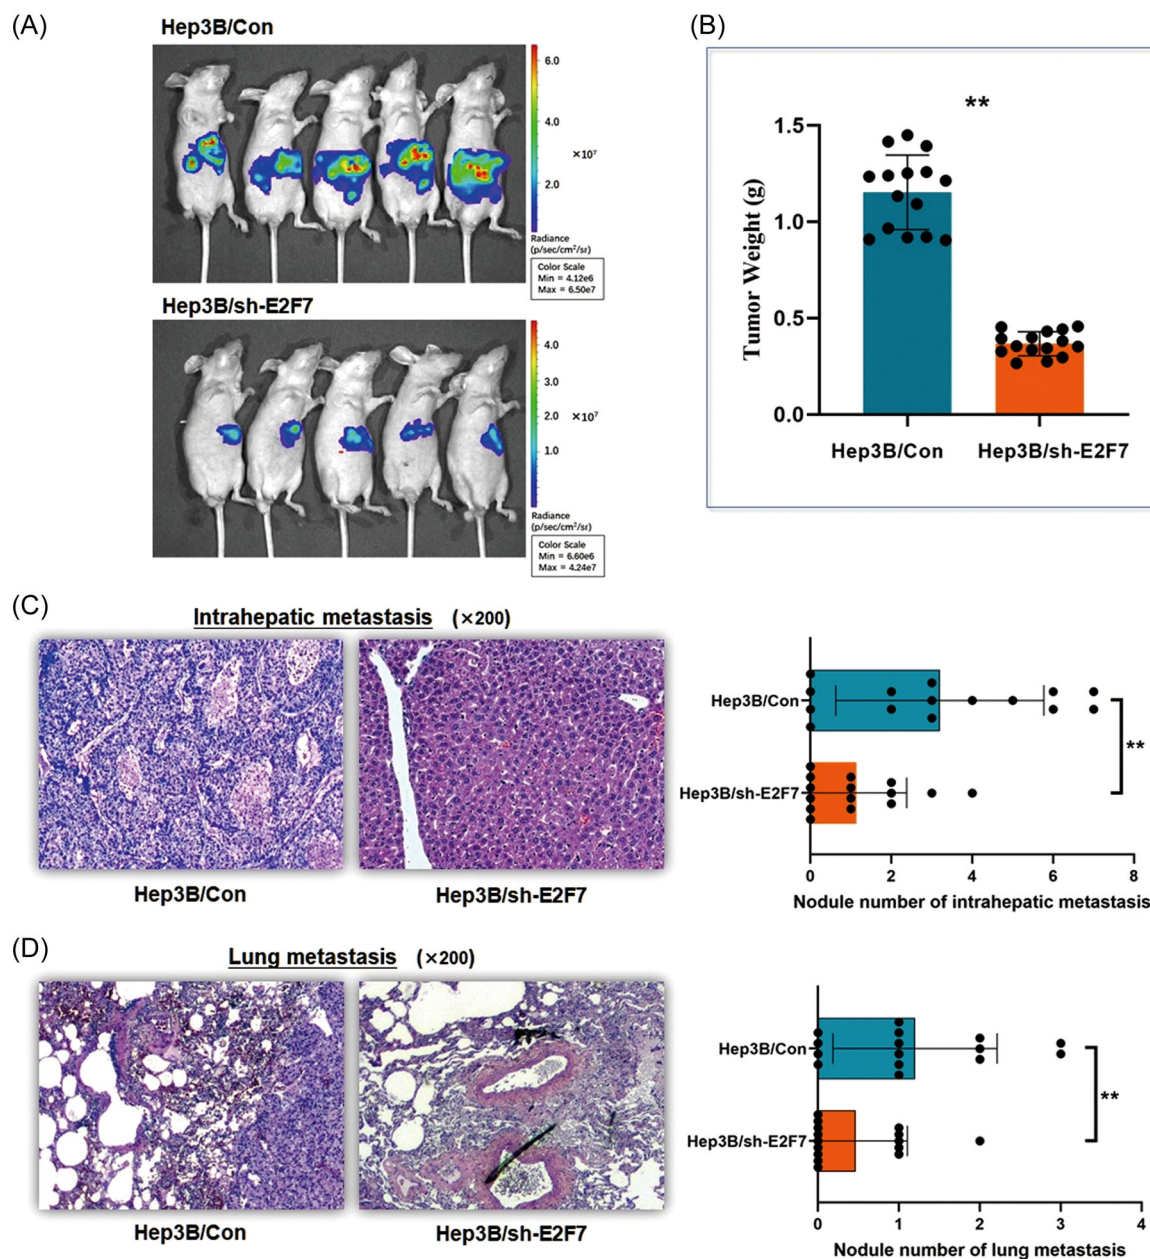 (A)
Hep3B/Con
6.0
4.0
×10⁷
2.0
Radiance
(p/sec/cm²/sr)
Color Scale
Min = 4.12e6
Max = 6.50e7
Hep3B/sh-E2F7
4.0
3.0
×10⁷
2.0
1.0
Radiance
(p/sec/cm²/sr)
Color Scale
Min = 6.60e6
Max = 4.24e7
(B)
**
Tumor Weight (g)
1.5
1.0
0.5
0.0
Hep3B/Con Hep3B/sh-E2F7
(C)
Intrahepatic metastasis (×200)
Hep3B/Con Hep3B/sh-E2F7
Hep3B/Con
**
Hep3B/sh-E2F7
0 2 4 6 8
Nodule number of intrahepatic metastasis
(D)
Lung metastasis (×200)
Hep3B/Con Hep3B/sh-E2F7
Hep3B/Con
**
Hep3B/sh-E2F7
0 1 2 3 4
Nodule number of lung metastasis